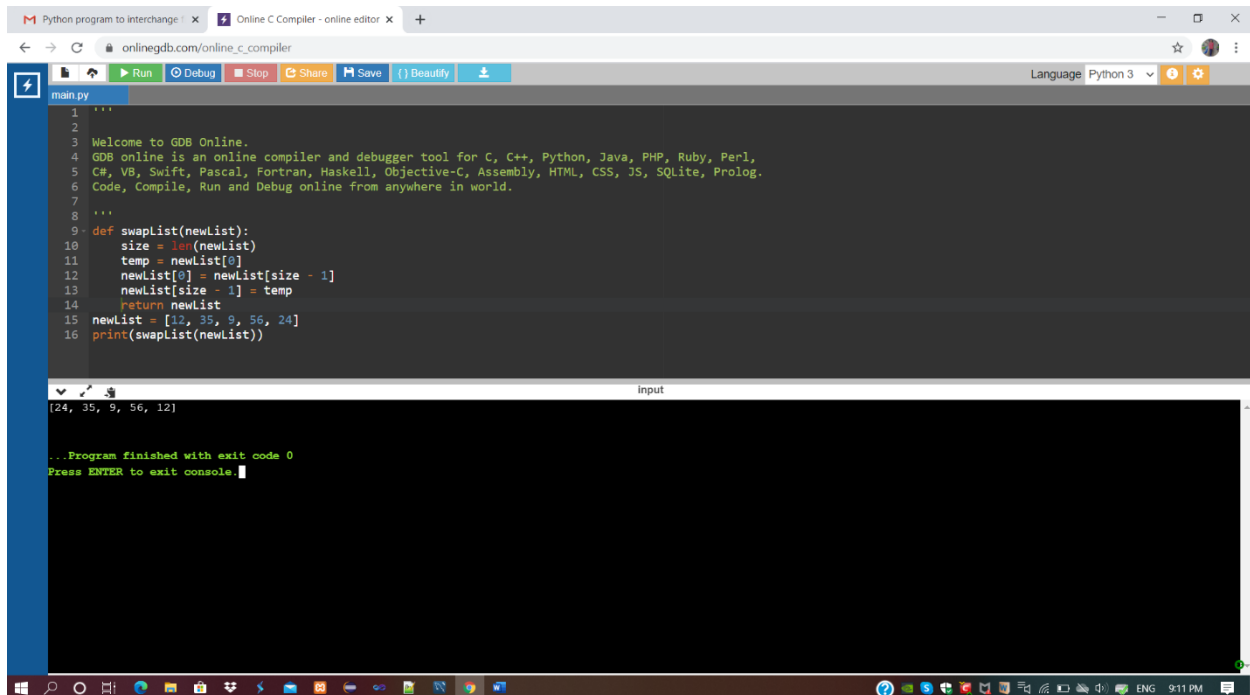 Python program to interchange
Online C Compiler - online editor
onlinegdb.com/online_c_compiler
Run
Debug
Stop
Share
Save
{} Beautify
Language Python 3
main.py
1 '''
2
3 Welcome to GDB Online.
4 GDB online is an online compiler and debugger tool for C, C++, Python, Java, PHP, Ruby, Perl,
5 C#, VB, Swift, Pascal, Fortran, Haskell, Objective-C, Assembly, HTML, CSS, JS, SQLite, Prolog.
6 Code, Compile, Run and Debug online from anywhere in world.
7
8 '''
9 def swapList(newList):
10     size = len(newList)
11     temp = newList[0]
12     newList[0] = newList[size - 1]
13     newList[size - 1] = temp
14     return newList
15 newList = [12, 35, 9, 56, 24]
16 print(swapList(newList))
input
[24, 35, 9, 56, 12]
...Program finished with exit code 0
Press ENTER to exit console.
ENG 9:11 PM